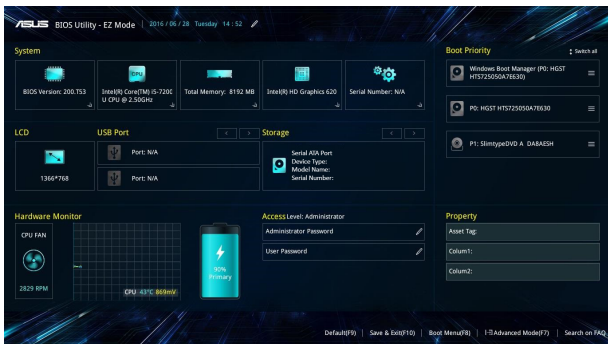 ASUS BIOS Utility - EZ Mode | 2016 / 06 / 28 Tuesday 14 : 52
System
BIOS Version: 200.T53
CPU
Intel(R) Core(TM) i5-720C
U CPU @ 2.50GHz
Total Memory: 8192 MB
Intel(R) HD Graphics 620
Serial Number: N/A
Boot Priority
Switch all
Windows Boot Manager (P0: HGST
HTS725050A7E630)
P0: HGST HTS725050A7E630
P1: SlimtypeDVD A DA8AESH
LCD
1366*768
USB Port
Port: N/A
Port: N/A
Storage
Serial ATA Port
Device Type:
Model Name:
Serial Number:
Hardware Monitor
CPU FAN
2829 RPM
CPU 43°C 869mV
90%
Primary
Access Level: Administrator
Administrator Password
User Password
Property
Asset Tag:
Colum1:
Colum2:
Default(F9) | Save & Exit(F10) | Boot Menu(F8) | Advanced Mode(F7) | Search on FAQ